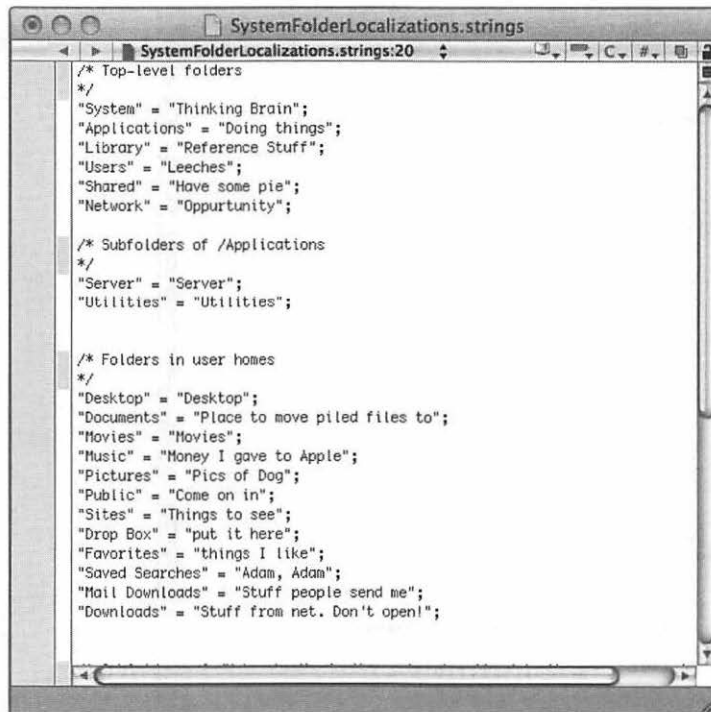 SystemFolderLocalizations.strings
SystemFolderLocalizations.strings:20 C #
/* Top-level folders
*/
"System" = "Thinking Brain";
"Applications" = "Doing things";
"Library" = "Reference Stuff";
"Users" = "Leeches";
"Shared" = "Have some pie";
"Network" = "Oppurtunity";
/* Subfolders of /Applications
*/
"Server" = "Server";
"Utilities" = "Utilities";
/* Folders in user homes
*/
"Desktop" = "Desktop";
"Documents" = "Place to move piled files to";
"Movies" = "Movies";
"Music" = "Money I gave to Apple";
"Pictures" = "Pics of Dog";
"Public" = "Come on in";
"Sites" = "Things to see";
"Drop Box" = "put it here";
"Favorites" = "things I like";
"Saved Searches" = "Adam, Adam";
"Mail Downloads" = "Stuff people send me";
"Downloads" = "Stuff from net. Don't open!";